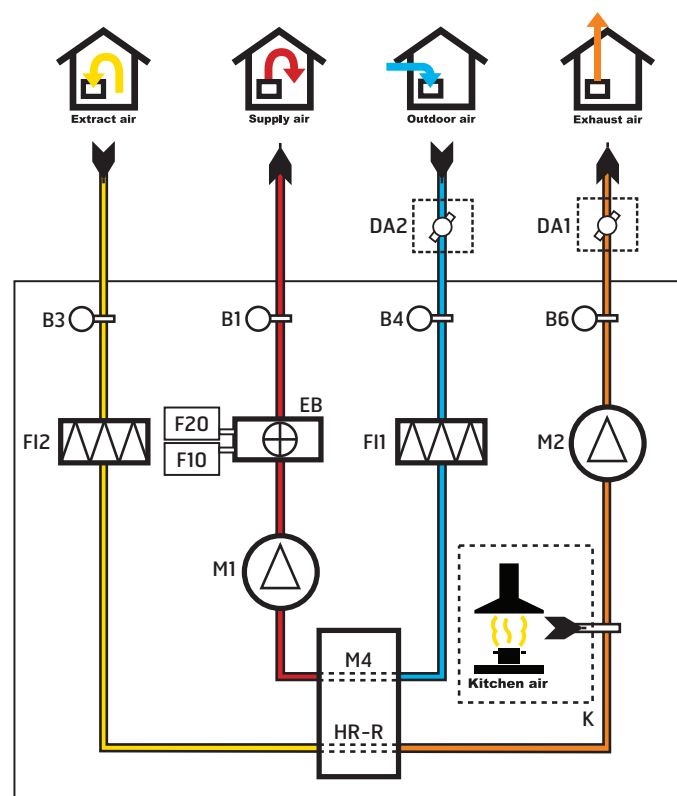 Extract air
Supply air
Outdoor air
Exhaust air
DA2
DA1
B3
B1
B4
B6
EB
F20
F10
FI2
FI1
M2
M1
M4
Kitchen air
K
HR-R